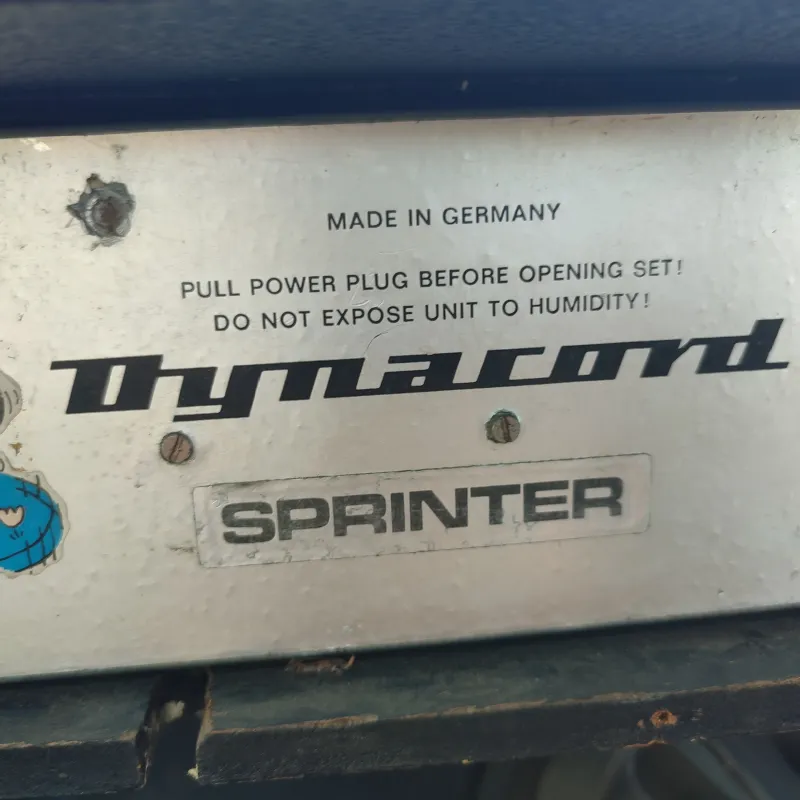 MADE IN GERMANY
PULL POWER PLUG BEFORE OPENING SET!
DO NOT EXPOSE UNIT TO HUMIDITY!
Dynacord
SPRINTER